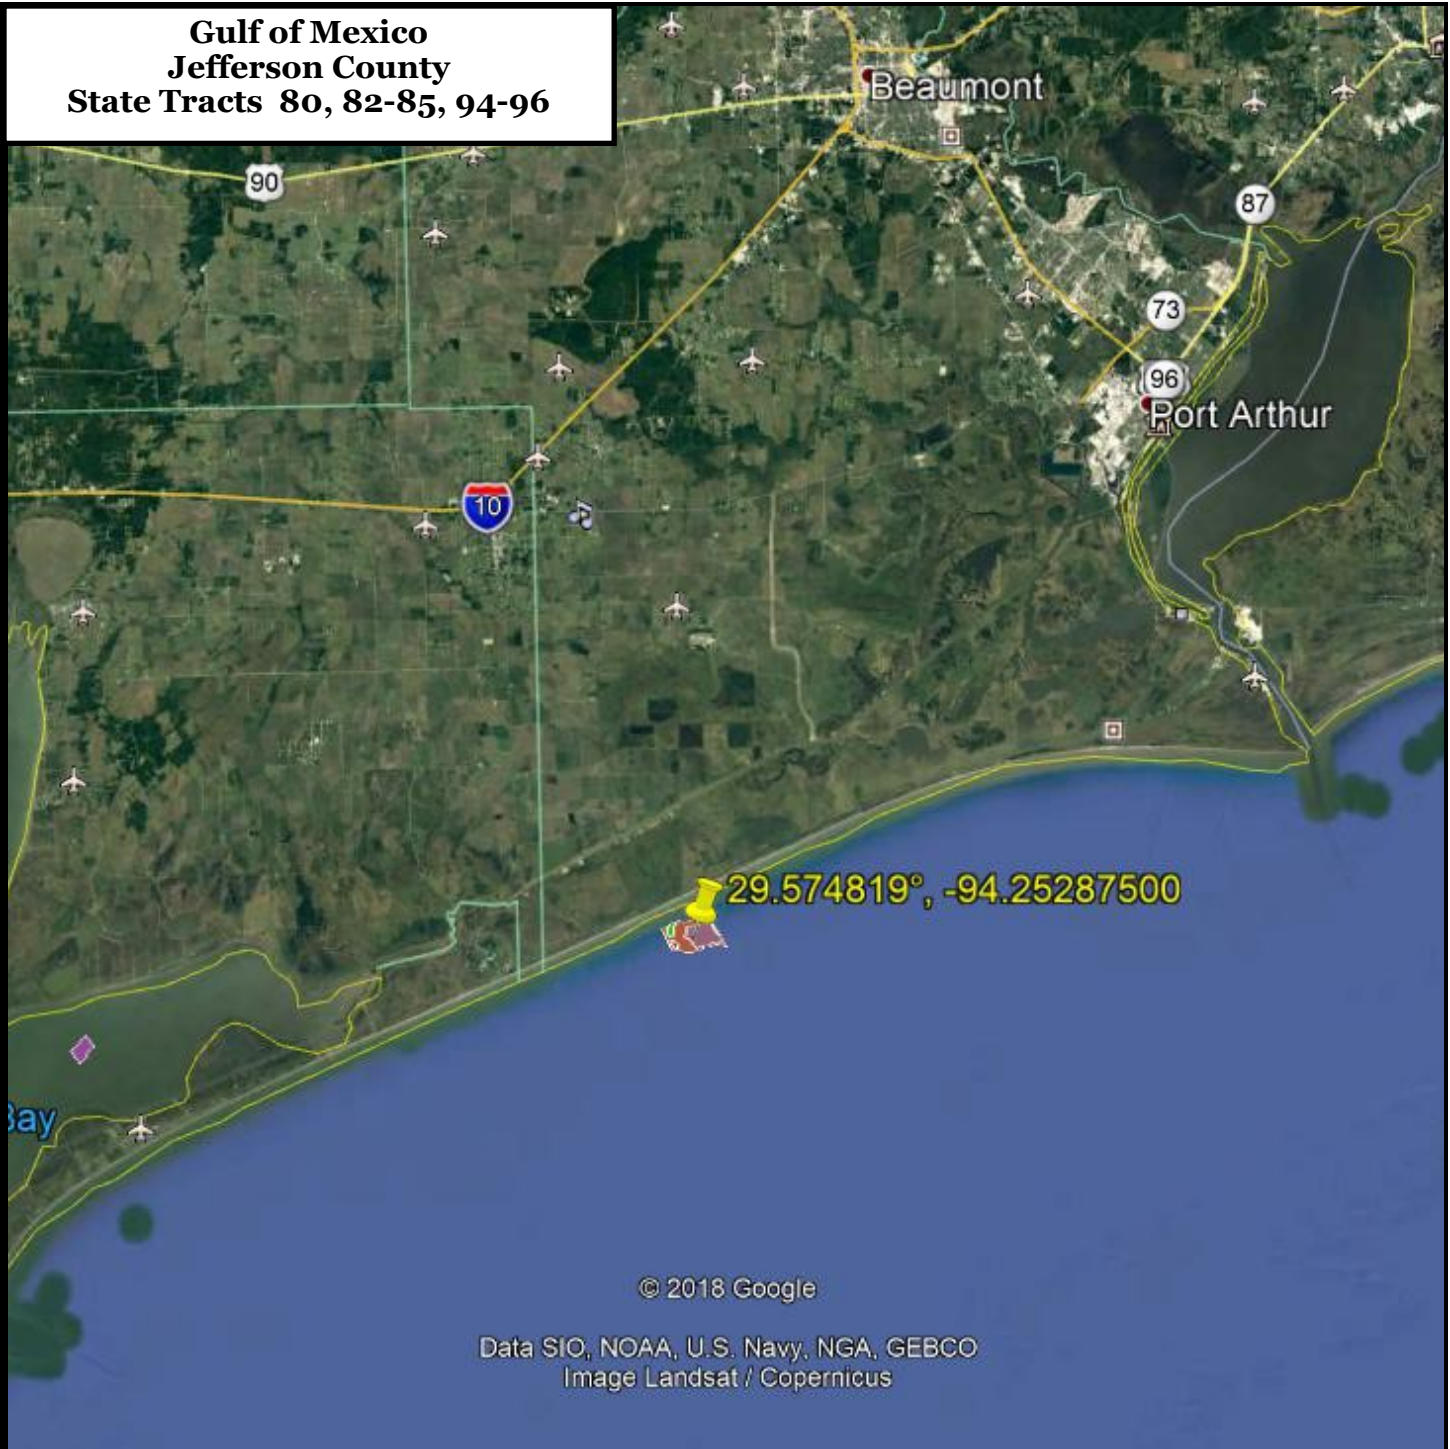 Gulf of Mexico
Jefferson County
State Tracts 80, 82-85, 94-96
Beaumont
90
87
73
96
Port Arthur
10
29.574819°, -94.25287500
Bay
© 2018 Google
Data SIO, NOAA, U.S. Navy, NGA, GEBCO
Image Landsat / Copernicus